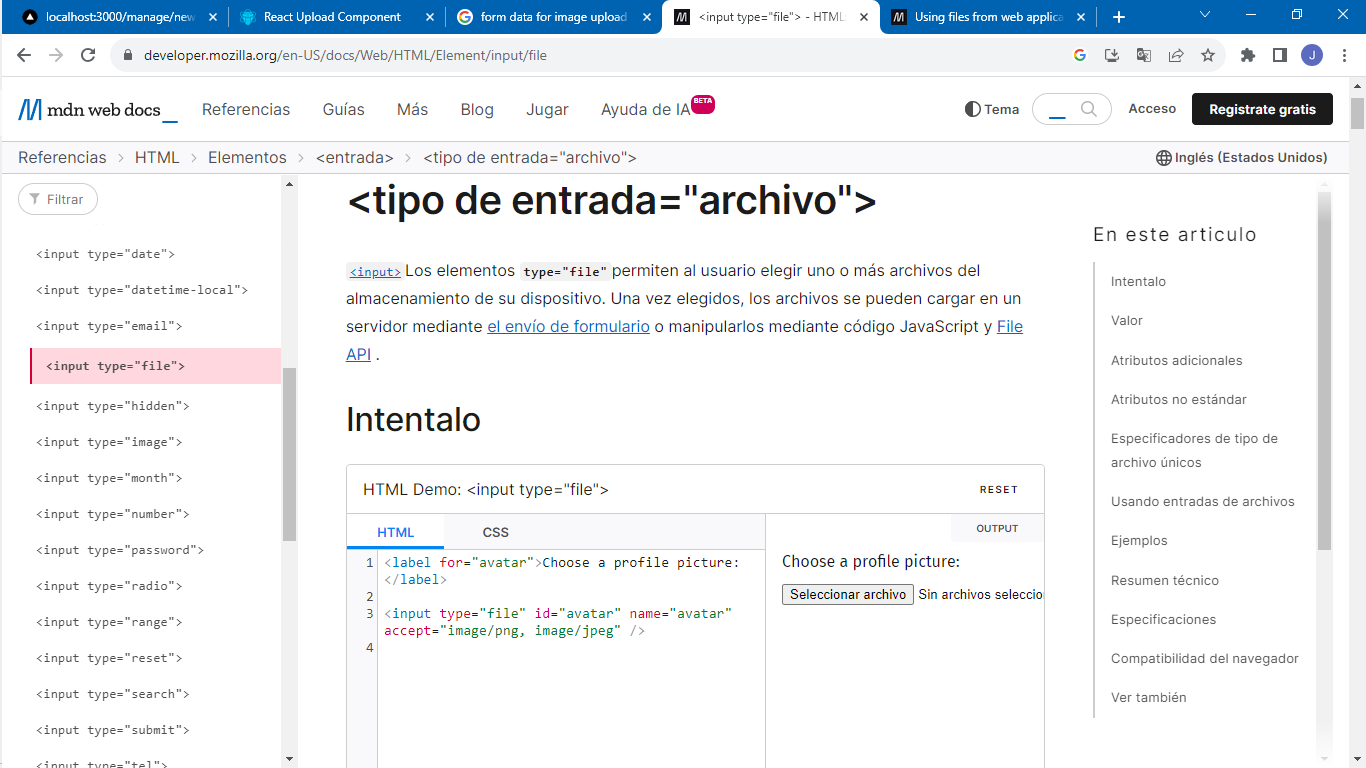 localhost:3000/manage/new
React Upload Component
form data for image upload
<input type="file"> - HTML
Using files from web applica
developer.mozilla.org/en-US/docs/Web/HTML/Element/input/file
J
mdn web docs_
Referencias
Guías
Más
Blog
Jugar
Ayuda de IA
BETA
Tema
Acceso
Registrate gratis
Referencias > HTML > Elementos > <entrada> > <tipo de entrada="archivo">
Inglés (Estados Unidos)
Filtrar
<input type="date">
<input type="datetime-local">
<input type="email">
<input type="file">
<input type="hidden">
<input type="image">
<input type="month">
<input type="number">
<input type="password">
<input type="radio">
<input type="range">
<input type="reset">
<input type="search">
<input type="submit">
<input type="tel">
<tipo de entrada="archivo">
<input> Los elementos type="file" permiten al usuario elegir uno o más archivos del
almacenamiento de su dispositivo. Una vez elegidos, los archivos se pueden cargar en un
servidor mediante el envío de formulario o manipularlos mediante código JavaScript y File
API .
Intentalo
HTML Demo: <input type="file">
RESET
HTML
CSS
OUTPUT
1 <label for="avatar">Choose a profile picture:
</label>
2
3 <input type="file" id="avatar" name="avatar"
accept="image/png, image/jpeg" />
4
Choose a profile picture:
Seleccionar archivo Sin archivos seleccio
En este articulo
Intentalo
Valor
Atributos adicionales
Atributos no estándar
Especificadores de tipo de
archivo únicos
Usando entradas de archivos
Ejemplos
Resumen técnico
Especificaciones
Compatibilidad del navegador
Ver también